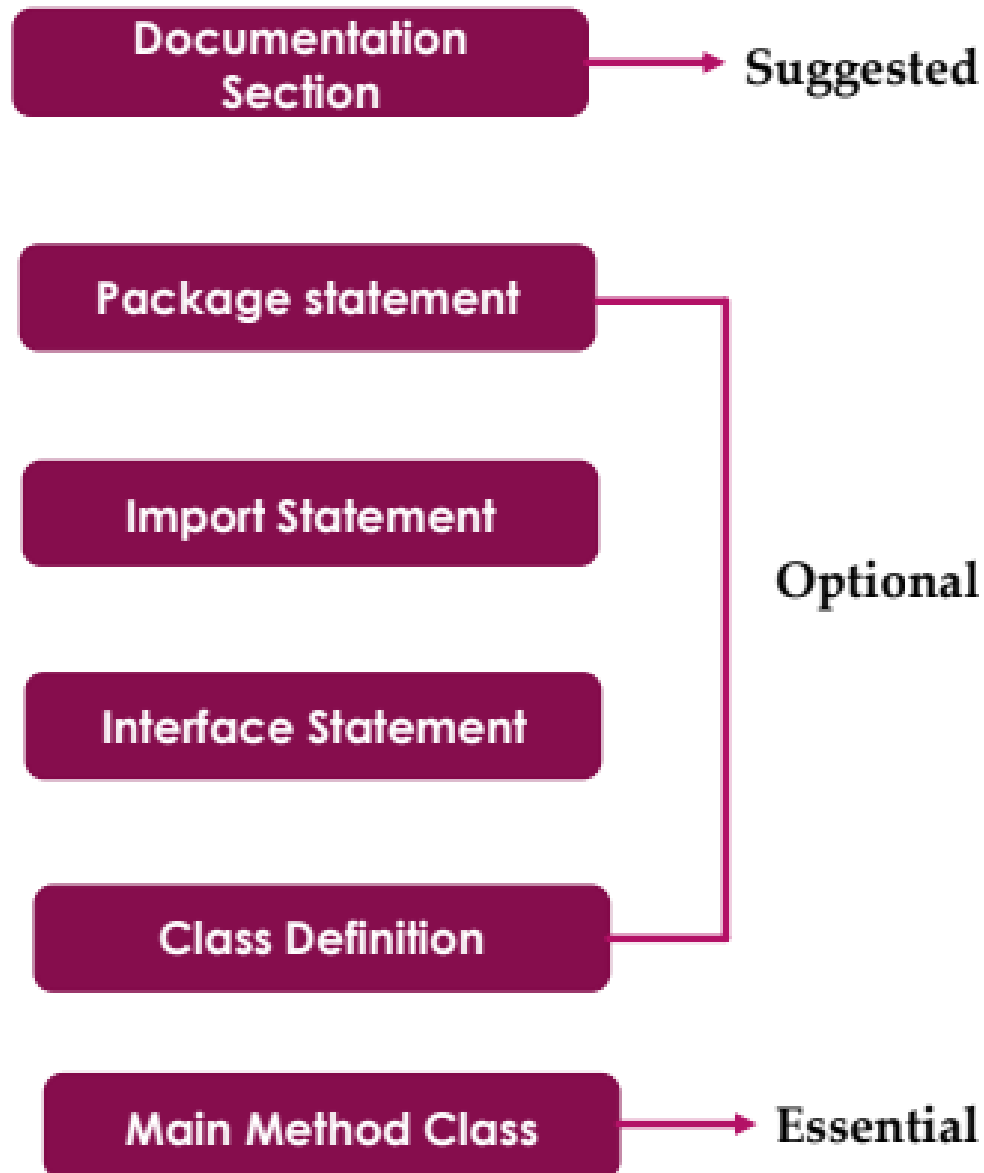 Documentation
Section
Suggested
Package statement
Import Statement
Optional
Interface Statement
Class Definition
Main Method Class
Essential